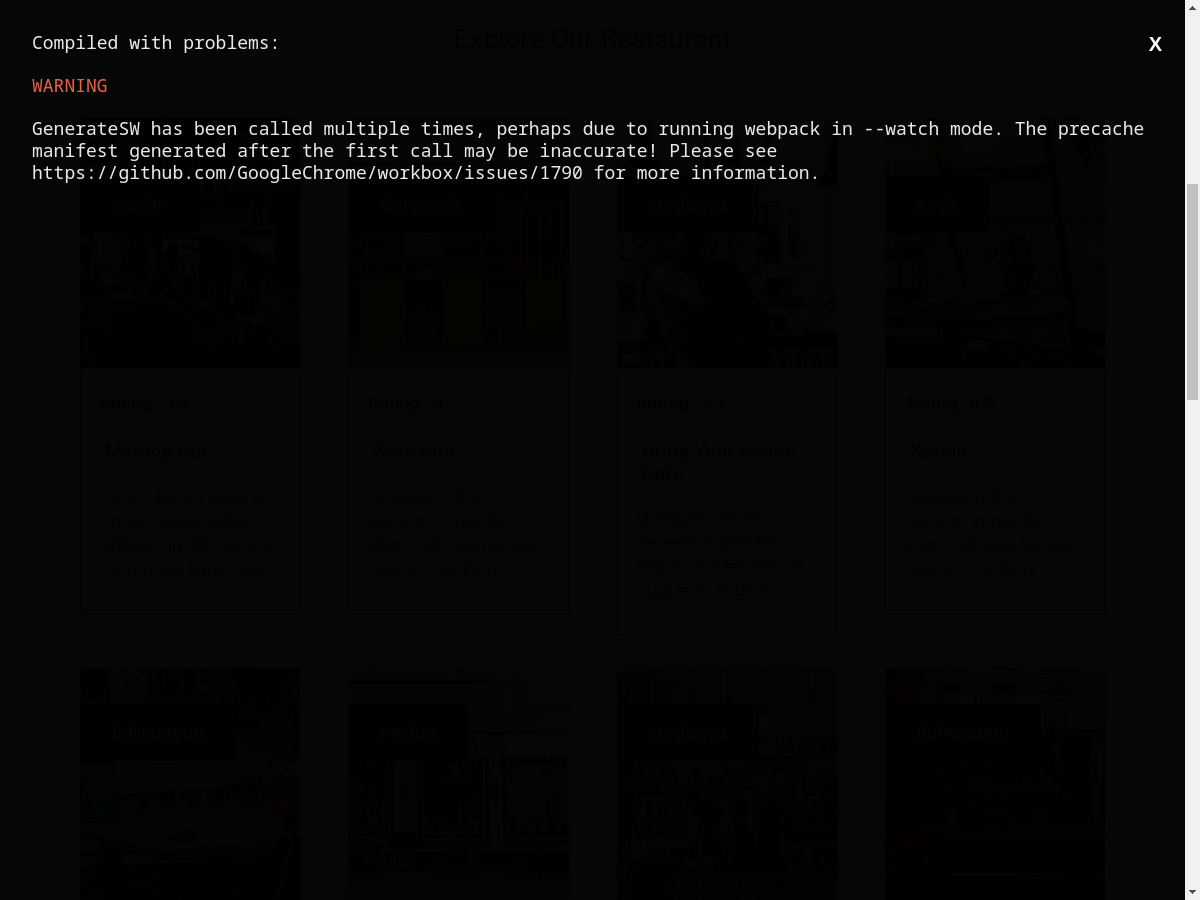 Explore Our Restaurant
Compiled with problems:
X
WARNING
GenerateSW has been called multiple times, perhaps due to running webpack in --watch mode. The precache
manifest generated after the first call may be inaccurate! Please see
https://github.com/GoogleChrome/workbox/issues/1790 for more information.
Medan
Gorontalo
Surabaya
Aceh
Rating : 4.2
Rating : 4
Rating : 4.2
Rating : 4.6
Melting Pot
Kafe Kita
Bring Your Phone
Cafe
Kafein
Lorem ipsum dolor sit
amet, consectetuer
adipiscing elit. Aenean
commodo ligula ege...
Quisque rutrum.
Aenean imperdiet.
Etiam ultricies nisi vel
augue. Curabitur...
Quisque rutrum.
Aenean imperdiet.
Etiam ultricies nisi vel
augue. Curabitur...
Quisque rutrum.
Aenean imperdiet.
Etiam ultricies nisi vel
augue. Curabitur...
Balikpapan
Medan
Surabaya
Balikpapan